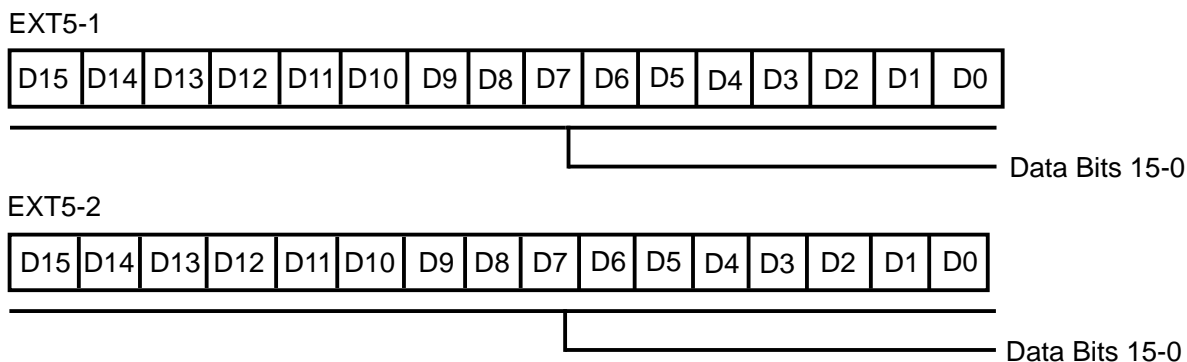 EXT5-1
D15 D14 D13 D12 D11 D10 D9 D8 D7 D6 D5 D4 D3 D2 D1 D0
Data Bits 15-0
EXT5-2
D15 D14 D13 D12 D11 D10 D9 D8 D7 D6 D5 D4 D3 D2 D1 D0
Data Bits 15-0